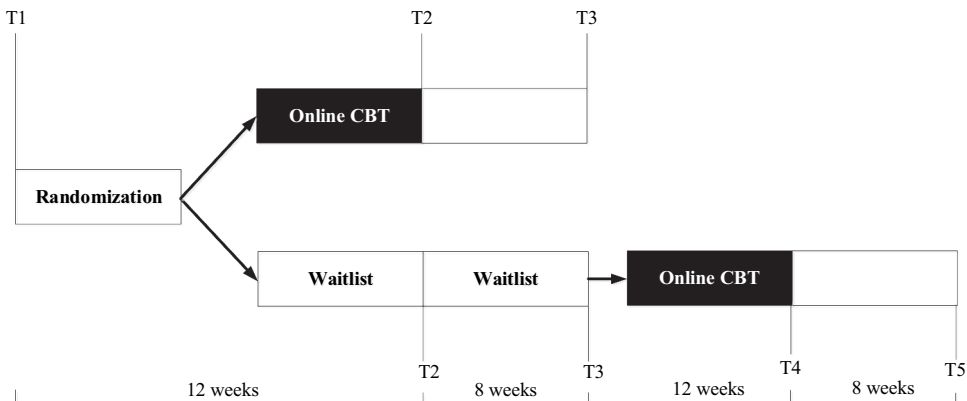 T1
T2
T3
Online CBT
Randomization
Waitlist
Waitlist
Online CBT
T2
T3
T4
T5
12 weeks
8 weeks
12 weeks
8 weeks